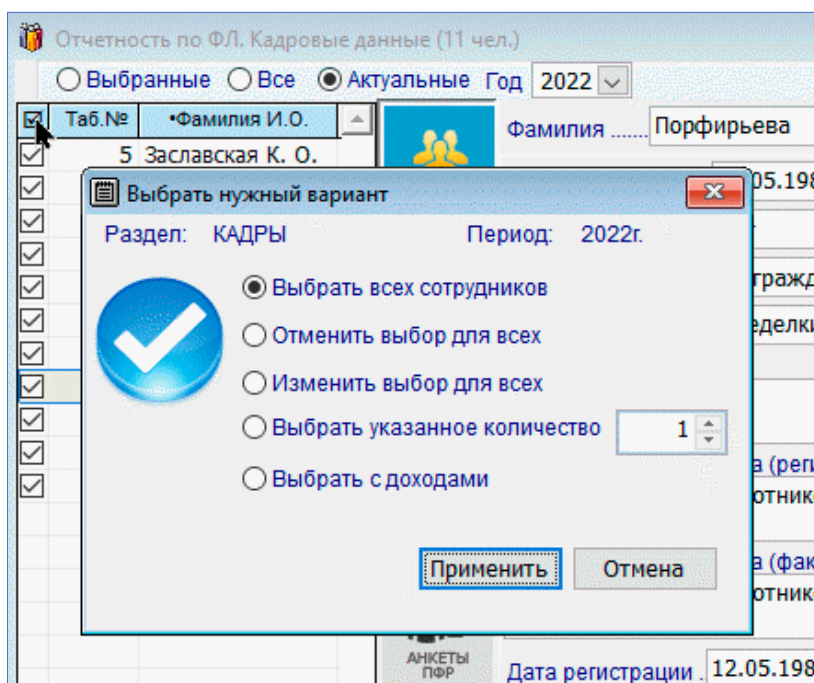 Отчетность по ФЛ. Кадровые данные (11 чел.)
Выбранные Все Актуальные Год 2022
Таб.№ •Фамилия И.О.
Фамилия ....... Порфирьева
5 Заславская К. О.
Выбрать нужный вариант
Раздел: КАДРЫ Период: 2022г.
Выбрать всех сотрудников
Отменить выбор для всех
Изменить выбор для всех
Выбрать указанное количество 1
Выбрать с доходами
Применить Отмена
АНКЕТЫ
ПФР
Дата регистрации . 12.05.198